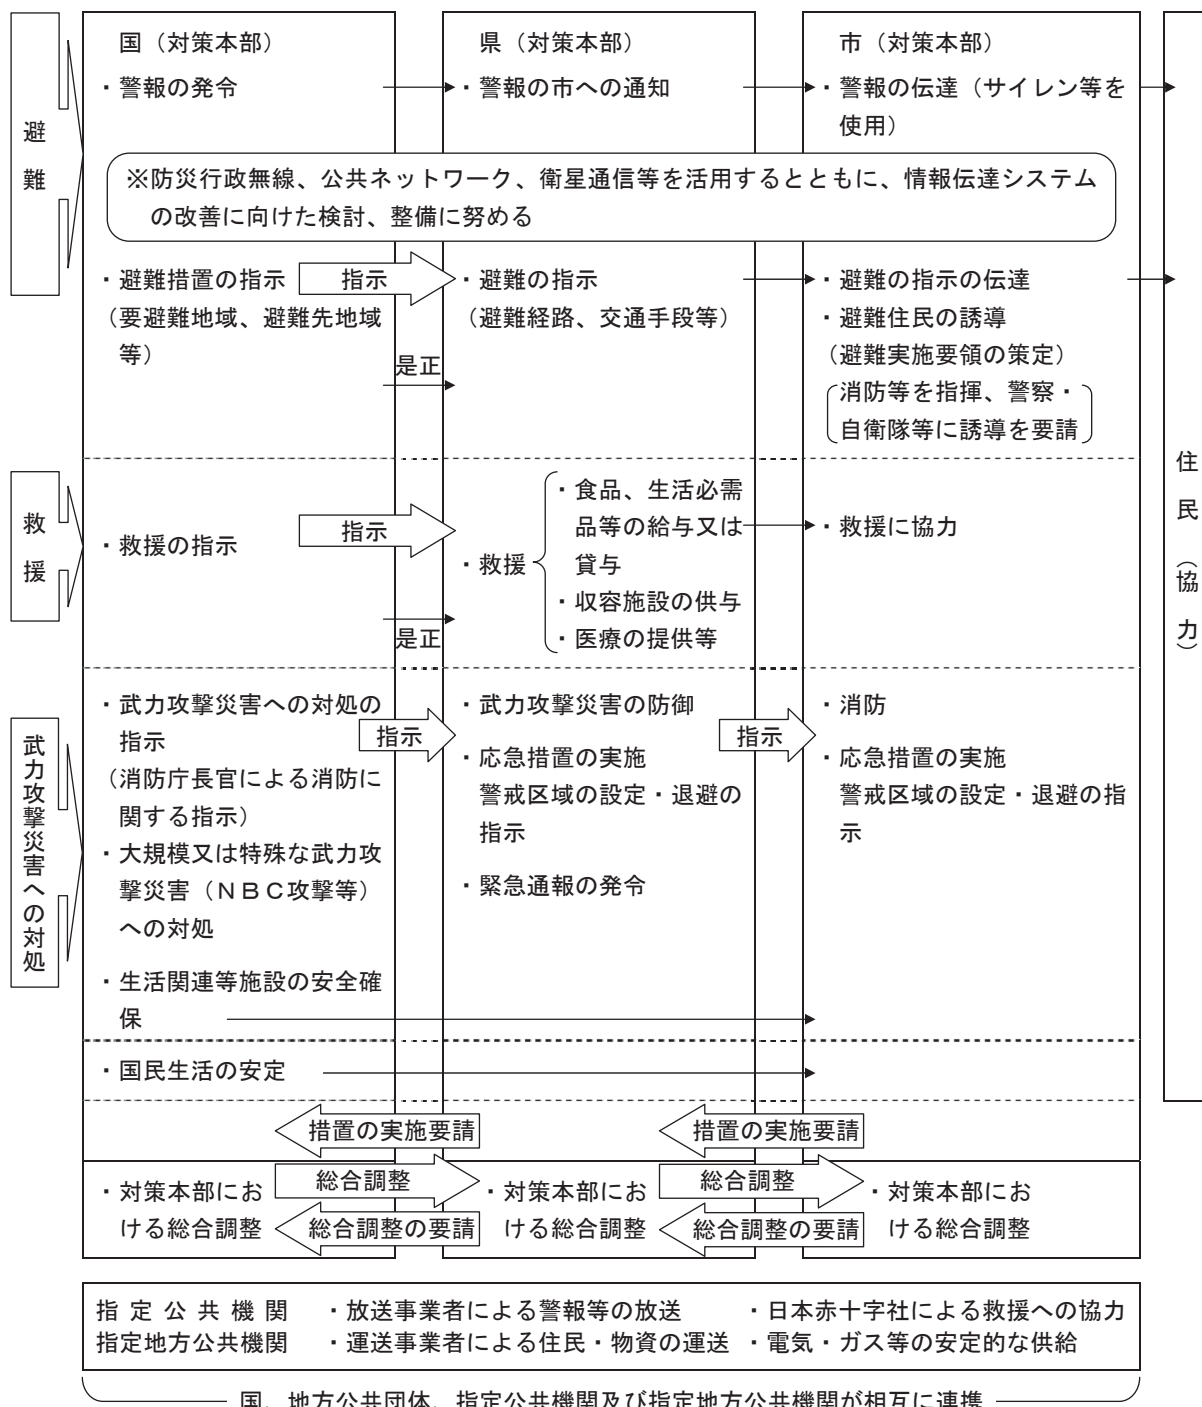 避難
国（対策本部）
・警報の発令
県（対策本部）
・警報の市への通知
市（対策本部）
・警報の伝達（サイレン等を
使用）
※防災行政無線、公共ネットワーク、衛星通信等を活用するとともに、情報伝達システム
の改善に向けた検討、整備に努める
・避難措置の指示
（要避難地域、避難先地域
等）
指示
是正
・避難の指示
（避難経路、交通手段等）
・避難の指示の伝達
・避難住民の誘導
（避難実施要領の策定）
消防等を指揮、警察・
自衛隊等に誘導を要請
住民（協力）
救援
・救援の指示
指示
是正
・救援
・食品、生活必需
品等の給与又は
貸与
・収容施設の供与
・医療の提供等
・救援に協力
武力攻撃災害への対処
・武力攻撃災害への対処の
指示
（消防庁長官による消防に
関する指示）
・大規模又は特殊な武力攻
撃災害（ＮＢＣ攻撃等）
への対処
・生活関連等施設の安全確
保
指示
・武力攻撃災害の防御
・応急措置の実施
警戒区域の設定・退避の
指示
・緊急通報の発令
指示
・消防
・応急措置の実施
警戒区域の設定・退避の指
示
・国民生活の安定
措置の実施要請
措置の実施要請
・対策本部にお
ける総合調整
総合調整
総合調整の要請
・対策本部にお
ける総合調整
総合調整
総合調整の要請
・対策本部にお
ける総合調整
指定公共機関　・放送事業者による警報等の放送　・日本赤十字社による救援への協力
指定地方公共機関　・運送事業者による住民・物資の運送　・電気・ガス等の安定的な供給
国、地方公共団体、指定公共機関及び指定地方公共機関が相互に連携